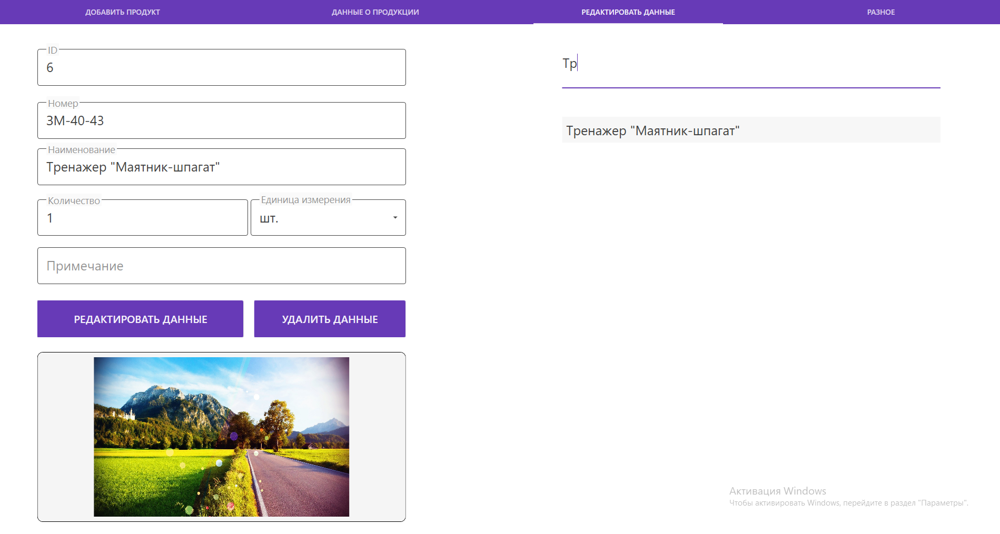 ДОБАВИТЬ ПРОДУКТ
ДАННЫЕ О ПРОДУКЦИИ
РЕДАКТИРОВАТЬ ДАННЫЕ
РАЗНОЕ
ID
6
Номер
ЗМ-40-43
Наименование
Тренажер "Маятник-шпагат"
Количество
1
Единица измерения
шт.
Примечание
РЕДАКТИРОВАТЬ ДАННЫЕ
УДАЛИТЬ ДАННЫЕ
Тр
Тренажер "Маятник-шпагат"
Активация Windows
Чтобы активировать Windows, перейдите в раздел "Параметры".